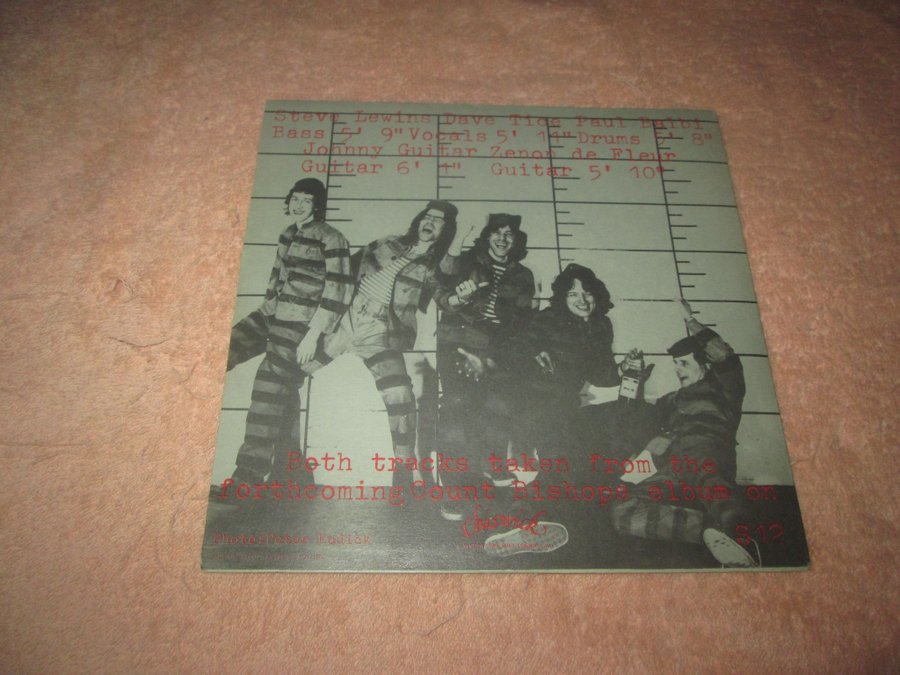 Steve Lewins Dave Tice Paul Balbi
Bass 5' 9" Vocals 5' 11" Drums 5' 8"
Johnny Guitar Zenon de Fleur
Guitar 6' 1" Guitar 5' 10"
Both tracks taken from the
forthcoming Count Bishops album on
Chiswick
S12